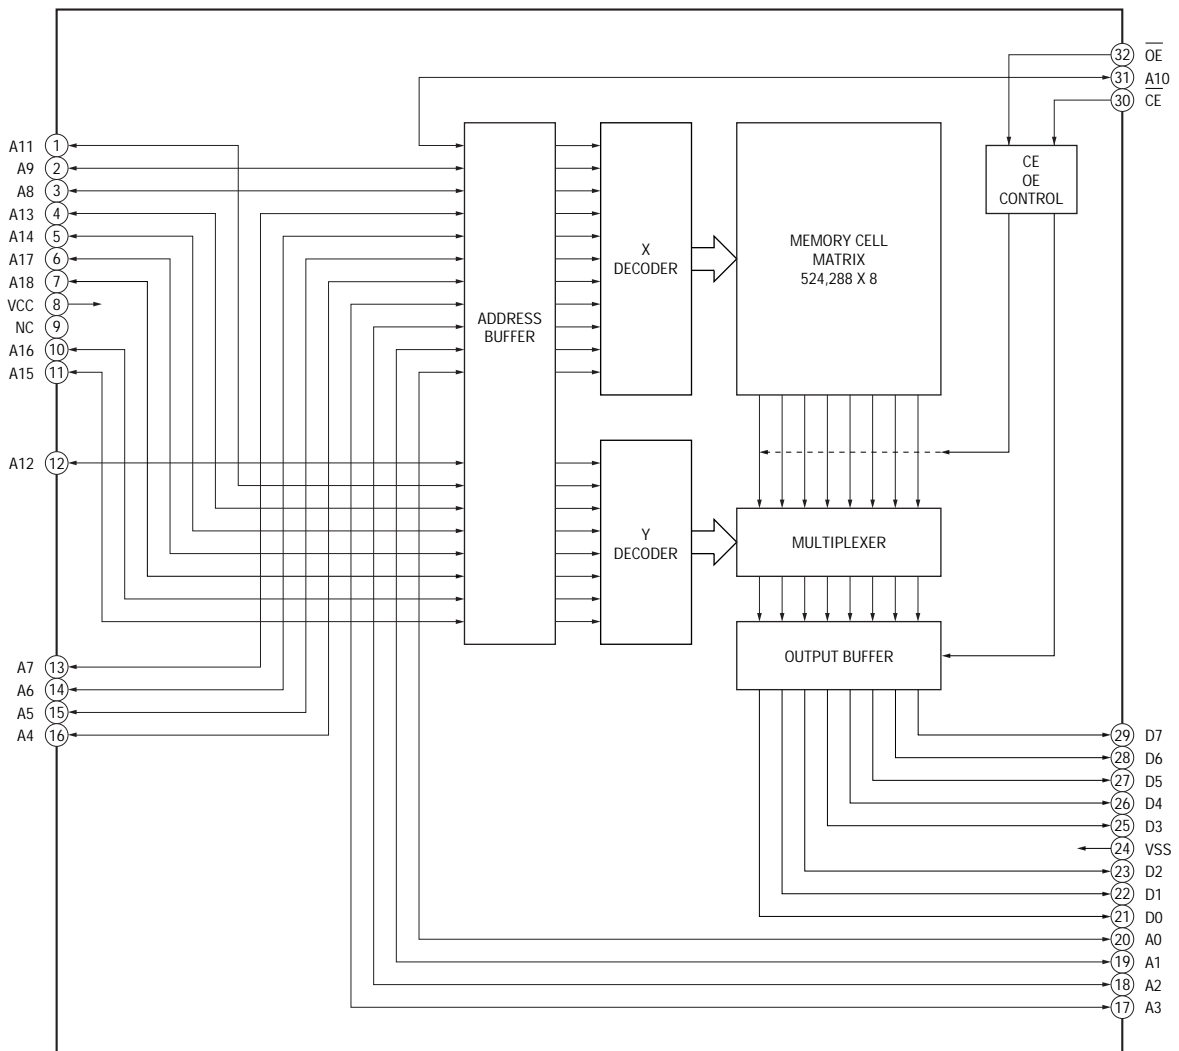 32 O̅E̅
31 A10
30 C̅E̅
A11 1
A9 2
A8 3
A13 4
A14 5
A17 6
A18 7
VCC 8
NC 9
A16 10
A15 11
A12 12
A7 13
A6 14
A5 15
A4 16
ADDRESS
BUFFER
X
DECODER
Y
DECODER
MEMORY CELL
MATRIX
524,288 X 8
CE
OE
CONTROL
MULTIPLEXER
OUTPUT BUFFER
29 D7
28 D6
27 D5
26 D4
25 D3
24 VSS
23 D2
22 D1
21 D0
20 A0
19 A1
18 A2
17 A3